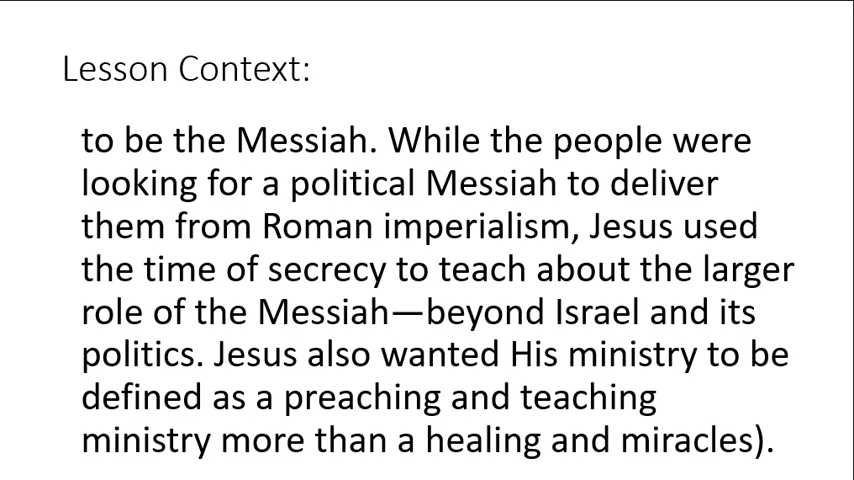 Lesson Context:
to be the Messiah. While the people were
looking for a political Messiah to deliver
them from Roman imperialism, Jesus used
the time of secrecy to teach about the larger
role of the Messiah—beyond Israel and its
politics. Jesus also wanted His ministry to be
defined as a preaching and teaching
ministry more than a healing and miracles).